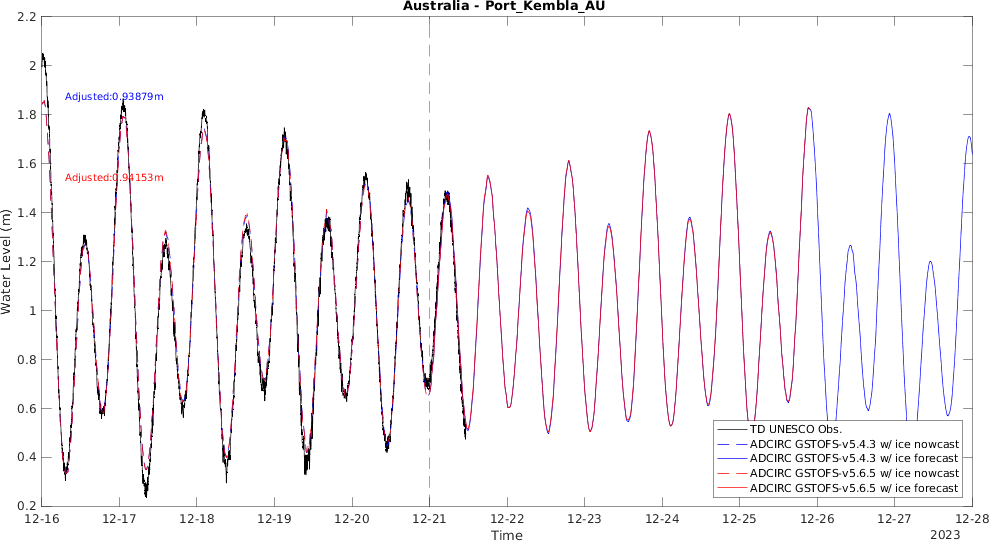 Australia - Port_Kembla_AU
Water Level (m)
2.2
2
1.8
1.6
1.4
1.2
1
0.8
0.6
0.4
0.2
Adjusted:0.93879m
Adjusted:0.94153m
TD UNESCO Obs.
ADCIRC GSTOFS-v5.4.3 w/ ice nowcast
ADCIRC GSTOFS-v5.4.3 w/ ice forecast
ADCIRC GSTOFS-v5.6.5 w/ ice nowcast
ADCIRC GSTOFS-v5.6.5 w/ ice forecast
12-16 12-17 12-18 12-19 12-20 12-21 12-22 12-23 12-24 12-25 12-26 12-27 12-28
Time
2023